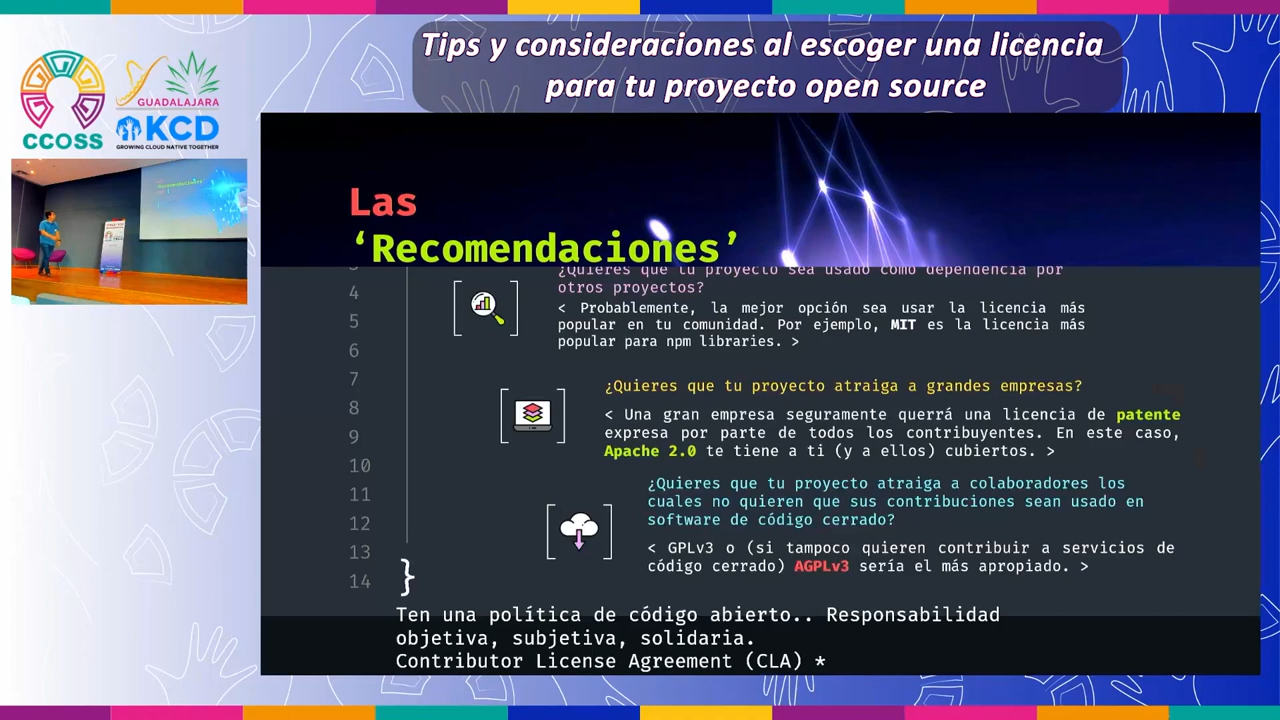 Tips y consideraciones al escoger una licencia
para tu proyecto open source
CCOSS
GUADALAJARA
KCD
GROWING CLOUD NATIVE TOGETHER
Las
‘Recomendaciones’
¿Quieres que tu proyecto sea usado como dependencia por
otros proyectos?
< Probablemente, la mejor opción sea usar la licencia más
popular en tu comunidad. Por ejemplo, MIT es la licencia más
popular para npm libraries. >
4
5
6
7
8
9
10
11
12
13
14
¿Quieres que tu proyecto atraiga a grandes empresas?
< Una gran empresa seguramente querrá una licencia de patente
expresa por parte de todos los contribuyentes. En este caso,
Apache 2.0 te tiene a ti (y a ellos) cubiertos. >
¿Quieres que tu proyecto atraiga a colaboradores los
cuales no quieren que sus contribuciones sean usado en
software de código cerrado?
< GPLv3 o (si tampoco quieren contribuir a servicios de
código cerrado) AGPLv3 sería el más apropiado. >
}
Ten una política de código abierto.. Responsabilidad
objetiva, subjetiva, solidaria.
Contributor License Agreement (CLA) *